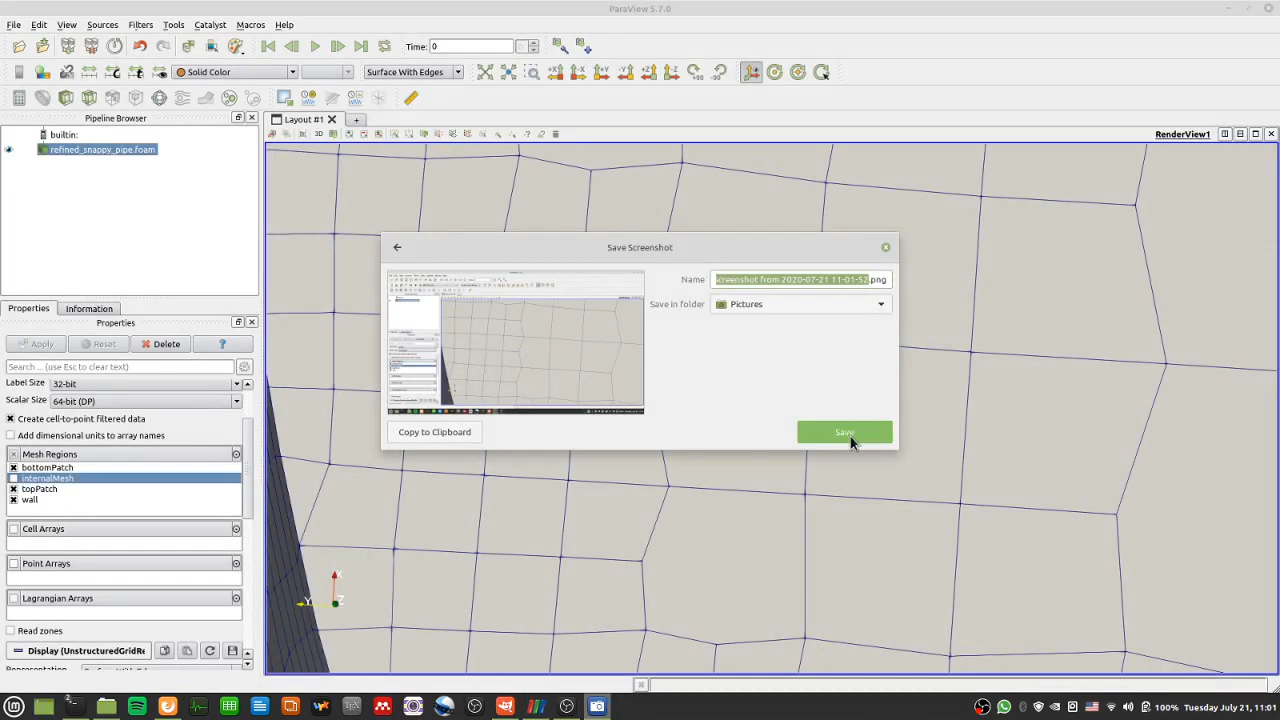 ParaView 5.7.0
File Edit View Sources Filters Tools Catalyst Macros Help
Time: 0
Solid Color Surface With Edges
Pipeline Browser
Layout #1
builtin:
refined_snappy_pipe.foam
3D
RenderView1
Save Screenshot
Name Screenshot from 2020-07-21 11-01-52.png
Save in folder Pictures
Copy to Clipboard Save
Properties Information
Properties
Apply Reset Delete ?
Search ... (use Esc to clear text)
Label Size 32-bit
Scalar Size 64-bit (DP)
Create cell-to-point filtered data
Add dimensional units to array names
Mesh Regions
bottomPatch
internalMesh
topPatch
wall
Cell Arrays
Point Arrays
Lagrangian Arrays
Read zones
Display (UnstructuredGridRe
X
Y
Z
100% Tuesday July 21, 11:01